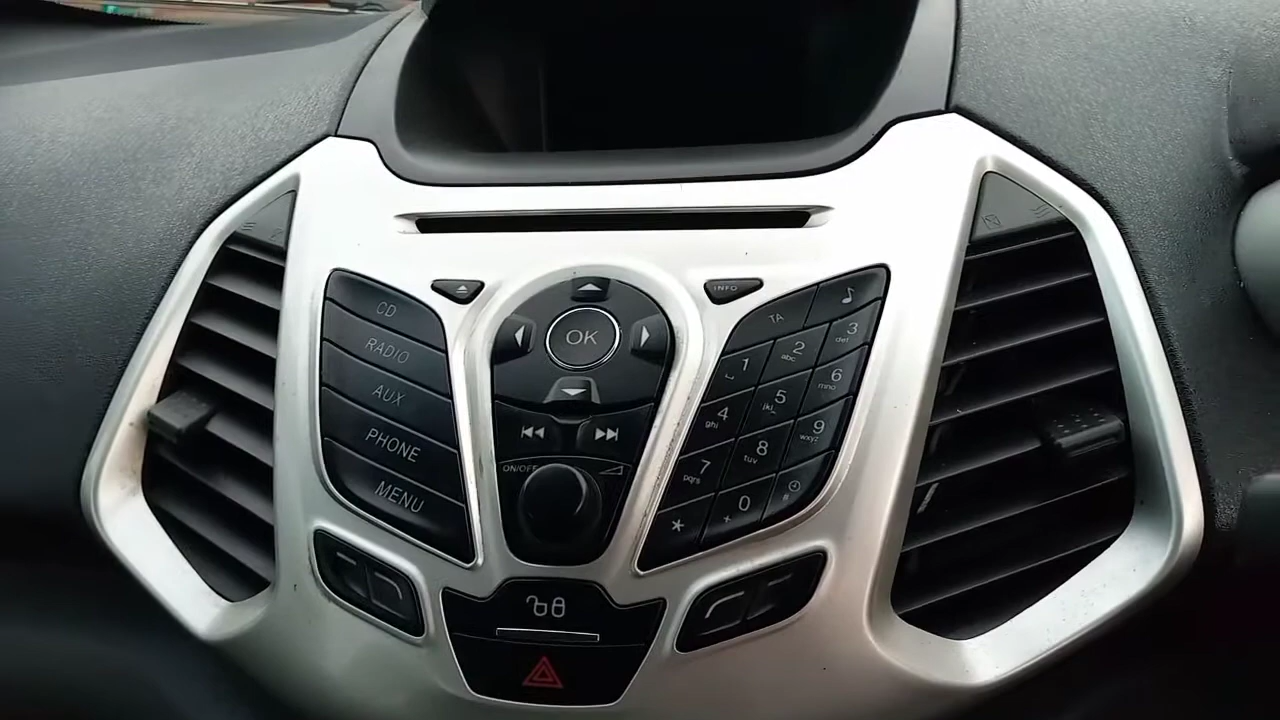 INFO
CD
RADIO
AUX
PHONE
MENU
OK
ON/OFF
TA
1
2
abc
3
def
4
ghi
5
jkl
6
mno
7
pqrs
8
tuv
9
wxyz
*
0
+
#